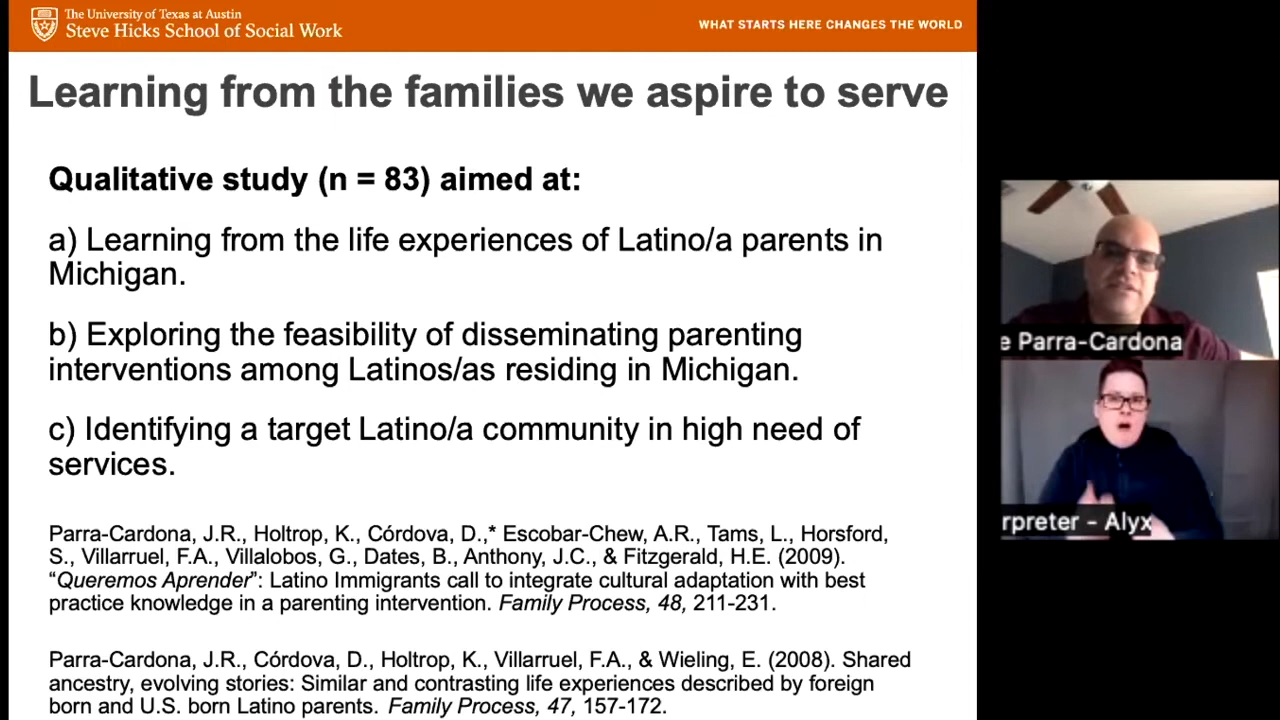 The University of Texas at Austin
Steve Hicks School of Social Work
WHAT STARTS HERE CHANGES THE WORLD
Learning from the families we aspire to serve
Qualitative study (n = 83) aimed at:
a) Learning from the life experiences of Latino/a parents in
Michigan.
b) Exploring the feasibility of disseminating parenting
interventions among Latinos/as residing in Michigan.
c) Identifying a target Latino/a community in high need of
services.
Parra-Cardona, J.R., Holtrop, K., Córdova, D.,* Escobar-Chew, A.R., Tams, L., Horsford,
S., Villarruel, F.A., Villalobos, G., Dates, B., Anthony, J.C., & Fitzgerald, H.E. (2009).
“Queremos Aprender”: Latino Immigrants call to integrate cultural adaptation with best
practice knowledge in a parenting intervention. Family Process, 48, 211-231.
Parra-Cardona, J.R., Córdova, D., Holtrop, K., Villarruel, F.A., & Wieling, E. (2008). Shared
ancestry, evolving stories: Similar and contrasting life experiences described by foreign
born and U.S. born Latino parents. Family Process, 47, 157-172.
e Parra-Cardona
rpreter - Alyx